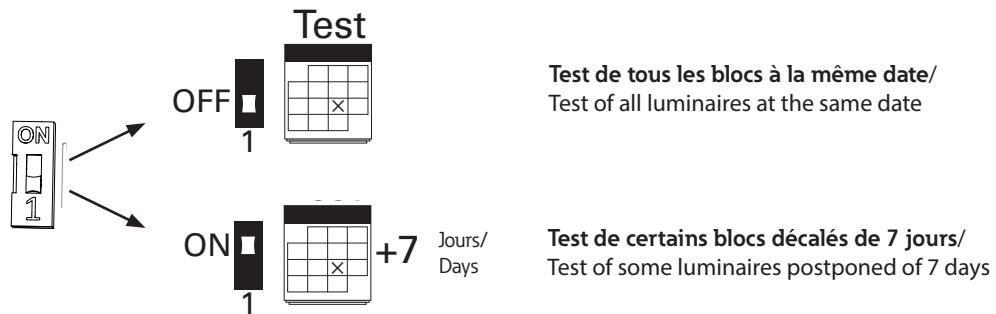 Test
OFF
1
Test de tous les blocs à la même date/
Test of all luminaires at the same date
ON
1
ON
1
+7
Jours/
Days
Test de certains blocs décalés de 7 jours/
Test of some luminaires postponed of 7 days